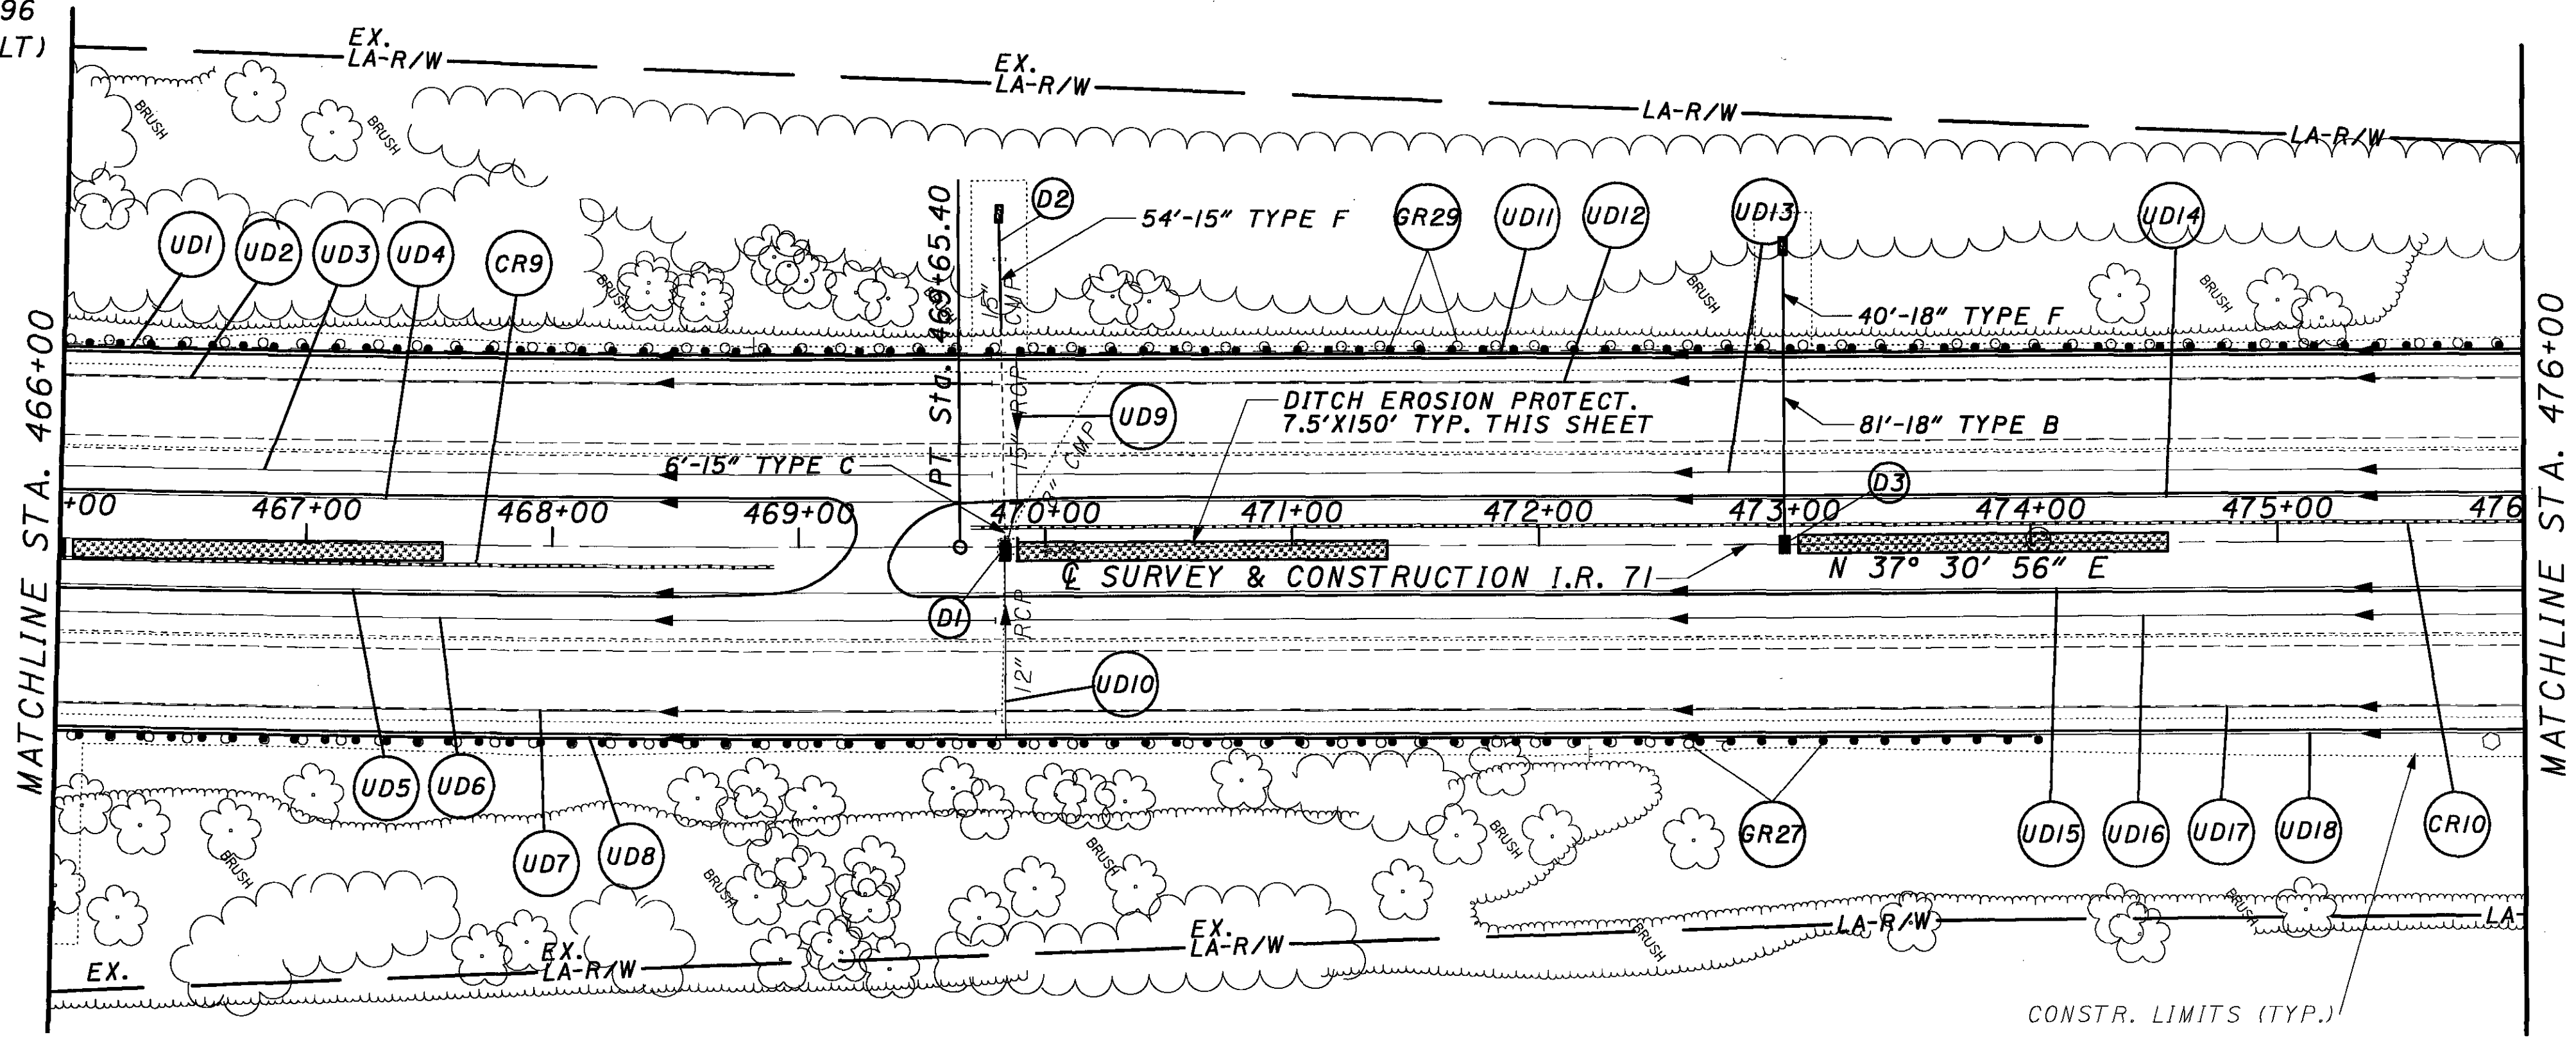 96
LT)
EX.
LA-R/W
EX.
LA-R/W
LA-R/W
LA-R/W
BRUSH
BRUSH
BRUSH
BRUSH
BRUSH
UD1
UD2
UD3
UD4
CR9
PT Sta. 469+65.40
D2
54'-15" TYPE F
GR29
UD11
UD12
UD13
UD14
15"
CMP
40'-18" TYPE F
MATCHLINE STA. 466+00
MATCHLINE STA. 476+00
15" RCP
CMP
UD9
DITCH EROSION PROTECT.
7.5'X150' TYP. THIS SHEET
81'-18" TYPE B
6'-15" TYPE C
D3
+00
467+00
468+00
469+00
470+00
471+00
472+00
473+00
474+00
475+00
476
℄ SURVEY & CONSTRUCTION I.R. 71
N 37° 30' 56" E
D1
12" RCP
UD10
UD5
UD6
UD7
UD8
GR27
UD15
UD16
UD17
UD18
CR10
BRUSH
BRUSH
BRUSH
BRUSH
BRUSH
BRUSH
EX.
EX.
LA-R/W
EX.
LA-R/W
LA-R/W
LA-
CONSTR. LIMITS (TYP.)